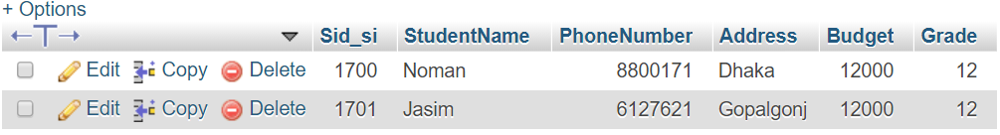 + Options
←T→ Sid_si StudentName PhoneNumber Address Budget Grade
Edit Copy Delete 1700 Noman 8800171 Dhaka 12000 12
Edit Copy Delete 1701 Jasim 6127621 Gopalgonj 12000 12